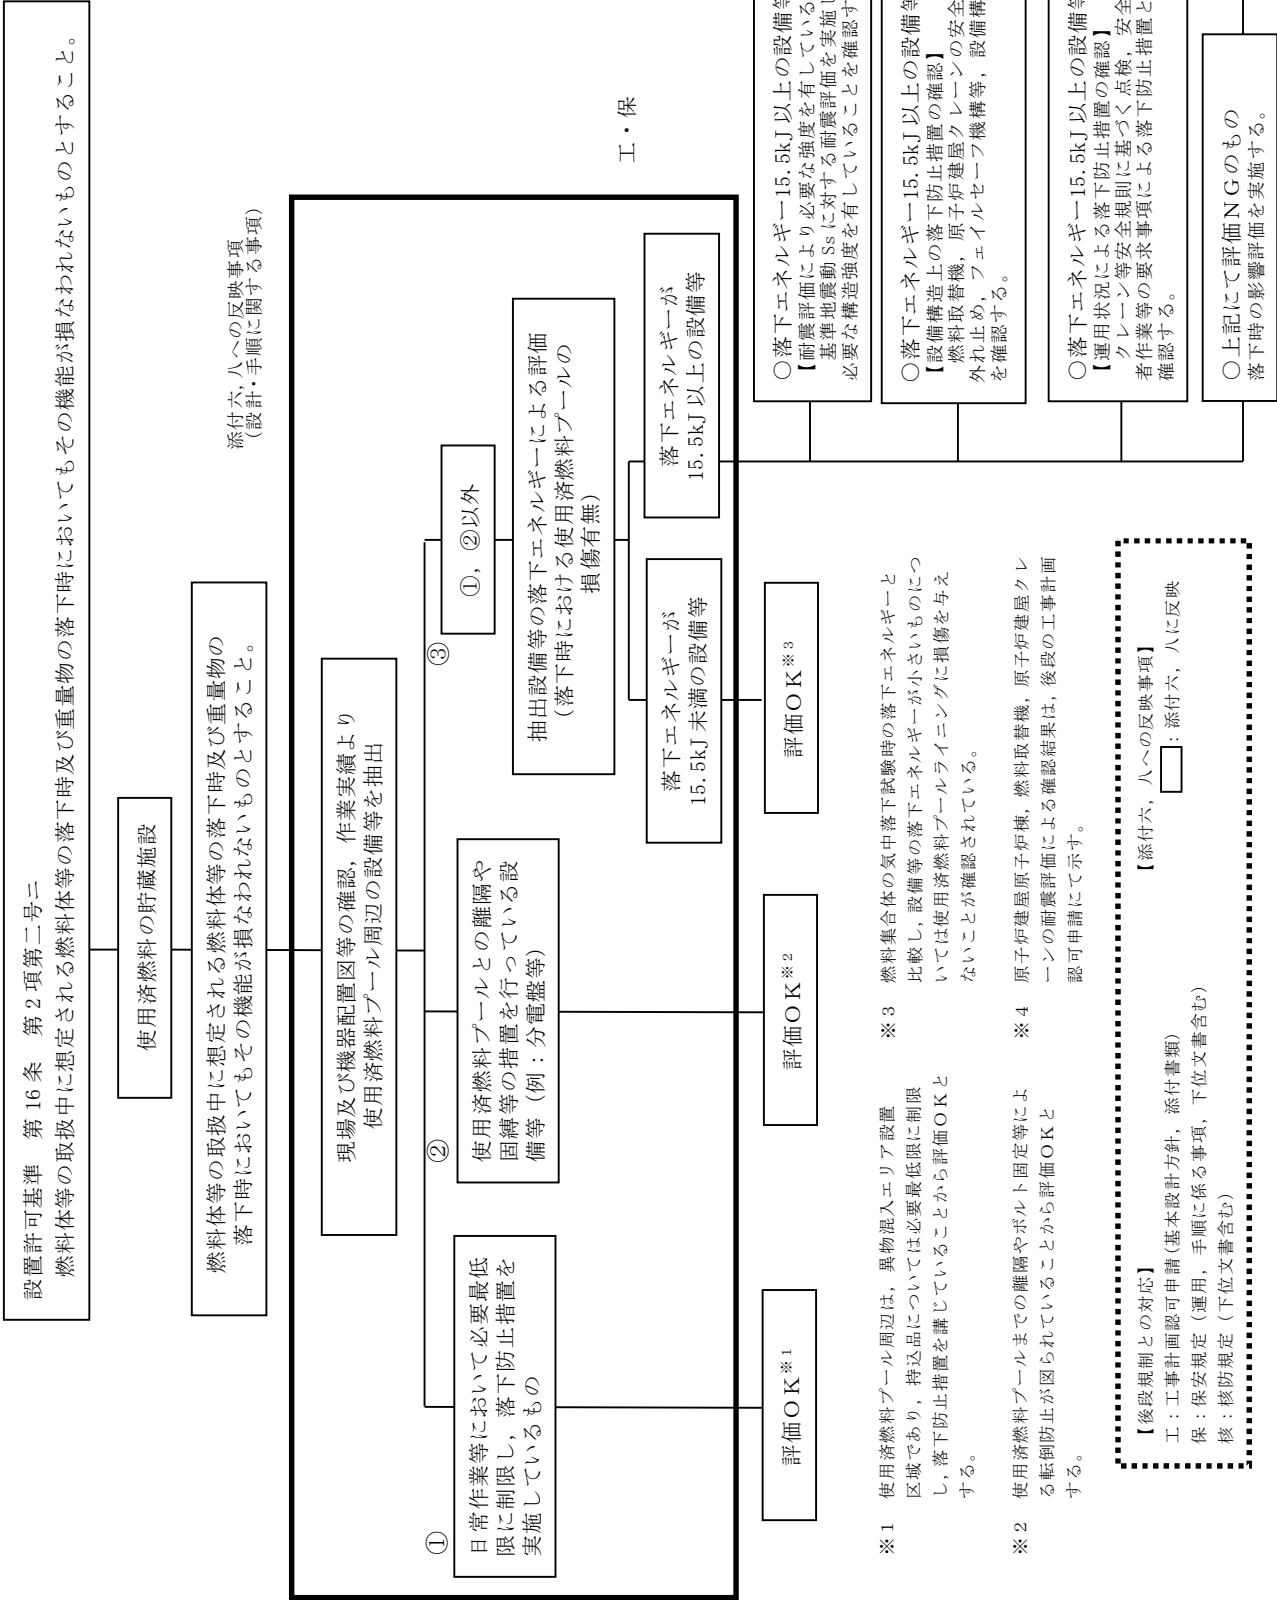 設置許可基準　第16条　第2項第二号ニ
燃料体等の取扱中に想定される燃料体等の落下時及び重量物の落下時においてもその機能が損なわれないものとすること。
使用済燃料の貯蔵施設
燃料体等の取扱中に想定される燃料体等の落下時及び重量物の
落下時においてもその機能が損なわれないものとすること。
添付六,八への反映事項
(設計・手順に関する事項)
現場及び機器配置図等の確認，作業実績より
使用済燃料プール周辺の設備等を抽出
工・保
①
日常作業等において必要最低
限に制限し，落下防止措置を
実施しているもの
②
使用済燃料プールとの離隔や
固縛等の措置を行っている設
備等（例：分電盤等）
③
①，②以外
抽出設備等の落下エネルギーによる評価
（落下時における使用済燃料プールの
損傷有無）
落下エネルギーが
15.5kJ 未満の設備等
落下エネルギーが
15.5kJ 以上の設備等
評価OK※1
評価OK※2
評価OK※3
○落下エネルギー15.5kJ 以上の設備等
【耐震評価により必要な強度を有している
基準地震動 Ss に対する耐震評価を実施し
必要な構造強度を有していることを確認す
○落下エネルギー15.5kJ 以上の設備等
【設備構造上の落下防止措置の確認】
燃料取替機，原子炉建屋クレーンの安全
外れ止め，フェイルセーフ機構等，設備構
を確認する。
○落下エネルギー15.5kJ 以上の設備等
【運用状況による落下防止措置の確認】
クレーン等安全規則に基づく点検，安全
者作業等の要求事項による落下防止措置と
確認する。
○上記にて評価NGのもの
落下時の影響評価を実施する。
※1　使用済燃料プール周辺は，異物混入エリア設置
区域であり，持込品については必要最低限に制限
し，落下防止措置を講じていることから評価OKと
する。
※2　使用済燃料プールまでの離隔やボルト固定等によ
る転倒防止が図られていることから評価OKと
する。
※3　燃料集合体の気中落下試験時の落下エネルギーと
比較し，設備等の落下エネルギーが小さいものにつ
いては使用済燃料プールライニングに損傷を与え
ないことが確認されている。
※4　原子炉建屋原子炉棟，燃料取替機，原子炉建屋クレ
ーンの耐震評価による確認結果は，後段の工事計画
認可申請にて示す。
【後段規制との対応】
工：工事計画認可申請(基本設計方針，添付書類)
保：保安規定（運用，手順に係る事項，下位文書含む）
核：核防規定（下位文書含む）
【添付六，八への反映事項】
：添付六，八に反映